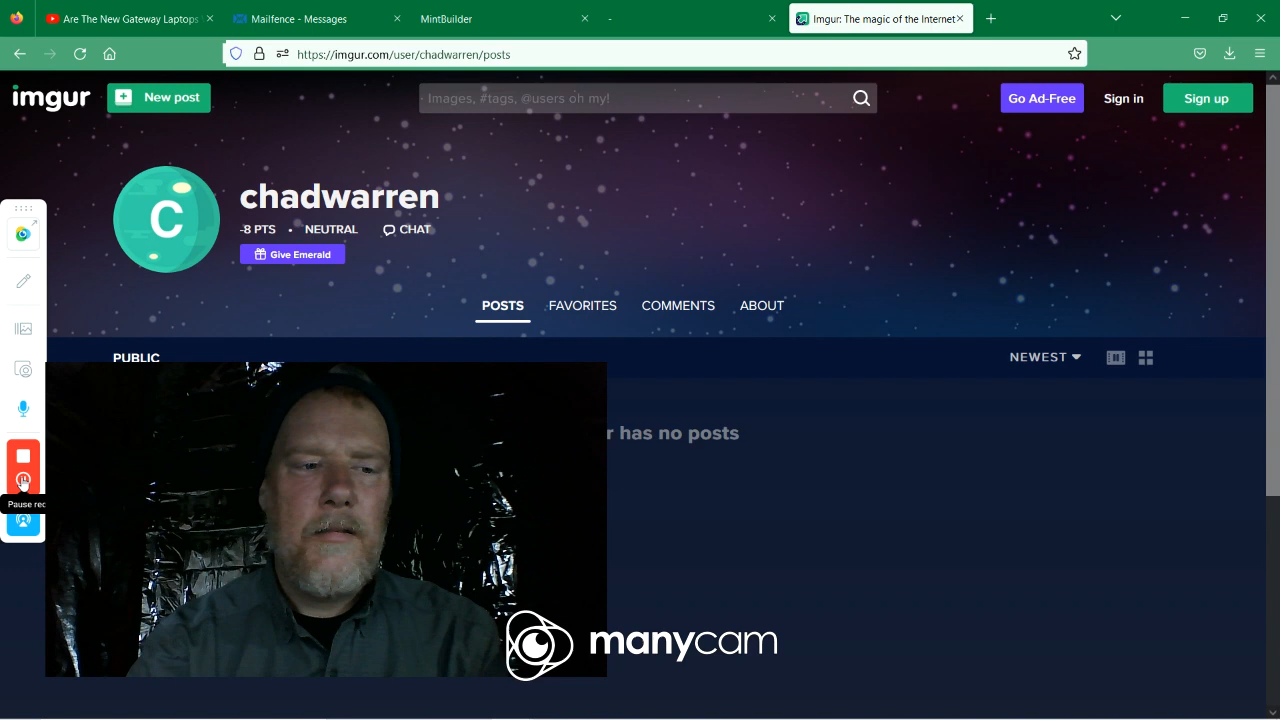 Are The New Gateway Laptops
Mailfence - Messages
MintBuilder
-
Imgur: The magic of the Internet
https://imgur.com/user/chadwarren/posts
imgur
New post
Images, #tags, @users oh my!
Go Ad-Free
Sign in
Sign up
C
chadwarren
-8 PTS • NEUTRAL CHAT
Give Emerald
POSTS FAVORITES COMMENTS ABOUT
PUBLIC
NEWEST
r has no posts
Pause rec
manycam